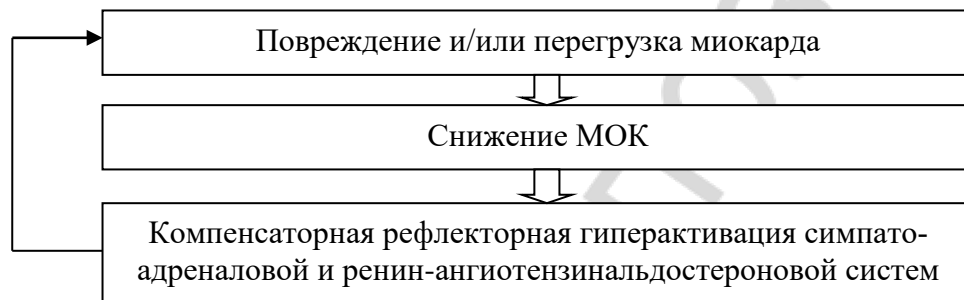 Повреждение и/или перегрузка миокарда
Снижение МОК
Компенсаторная рефлекторная гиперактивация симпато-
адреналовой и ренин-ангиотензинальдостероновой систем